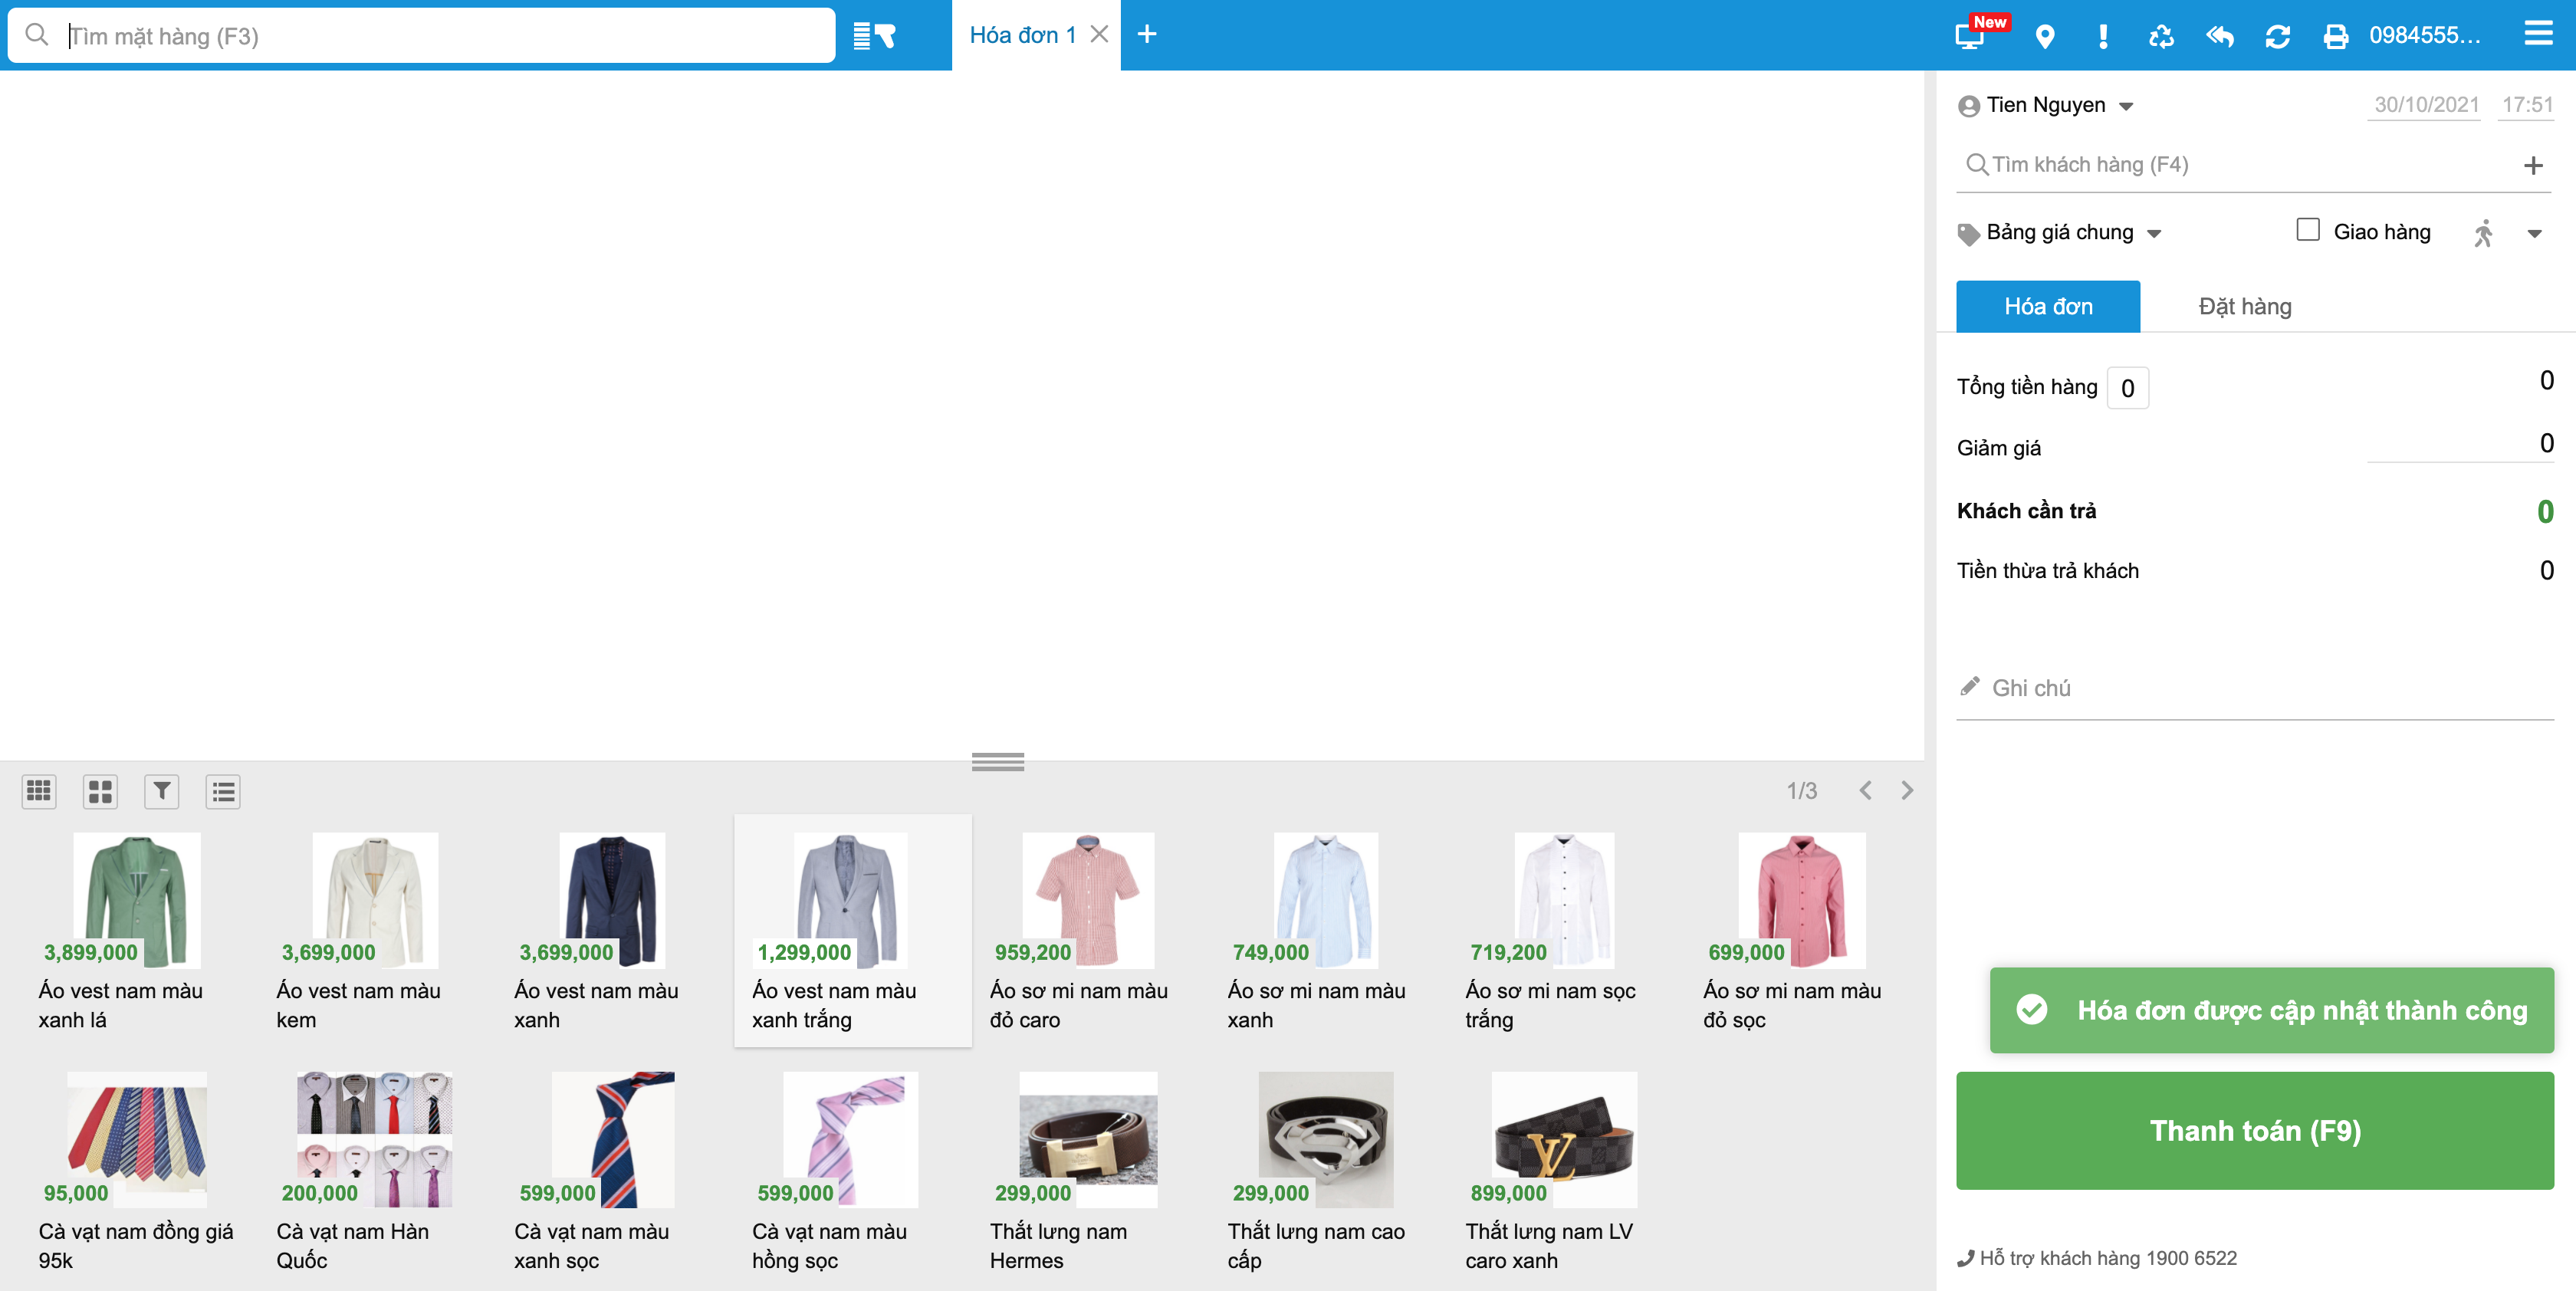 Tìm mặt hàng (F3)
Hóa đơn 1
New
0984555...
Tien Nguyen
30/10/2021
17:51
Tìm khách hàng (F4)
Bảng giá chung
Giao hàng
Hóa đơn
Đặt hàng
Tổng tiền hàng 0
0
Giảm giá
0
Khách cần trả
0
Tiền thừa trả khách
0
Ghi chú
1/3
3,899,000
Áo vest nam màu
xanh lá
3,699,000
Áo vest nam màu
kem
3,699,000
Áo vest nam màu
xanh
1,299,000
Áo vest nam màu
xanh trắng
959,200
Áo sơ mi nam màu
đỏ caro
749,000
Áo sơ mi nam màu
xanh
719,200
Áo sơ mi nam sọc
trắng
699,000
Áo sơ mi nam màu
đỏ sọc
95,000
Cà vạt nam đồng giá
95k
200,000
Cà vạt nam Hàn
Quốc
599,000
Cà vạt nam màu
xanh sọc
599,000
Cà vạt nam màu
hồng sọc
299,000
Thắt lưng nam
Hermes
299,000
Thắt lưng nam cao
cấp
899,000
Thắt lưng nam LV
caro xanh
Hóa đơn được cập nhật thành công
Thanh toán (F9)
Hỗ trợ khách hàng 1900 6522